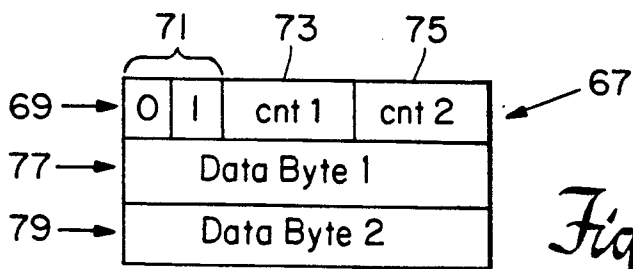 71 73 75
69 0 1 cnt 1 cnt 2 67
77 Data Byte 1
79 Data Byte 2 Fig